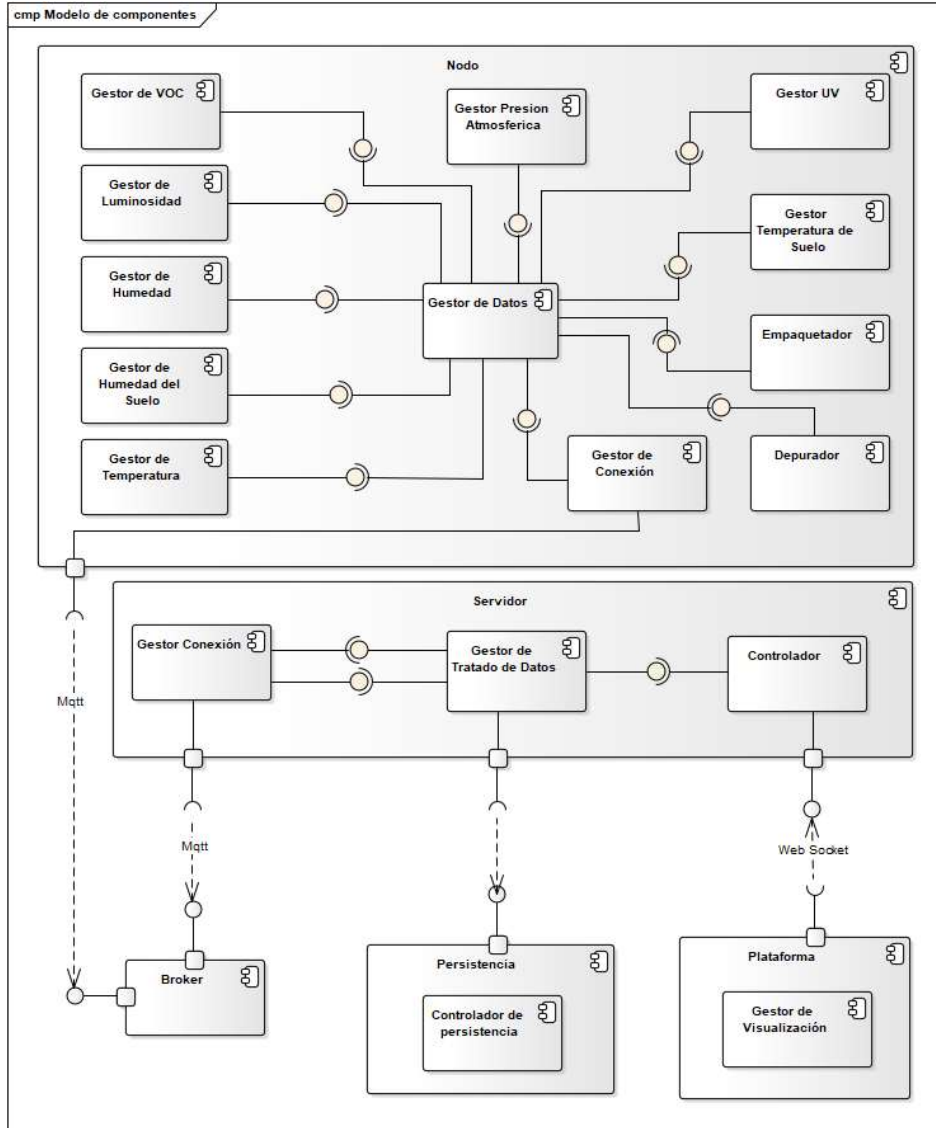 cmp Modelo de componentes
Nodo
Gestor de VOC
Gestor Presion
Atmosferica
Gestor UV
Gestor de
Luminosidad
Gestor
Temperatura de
Suelo
Gestor de
Humedad
Gestor de Datos
Empaquetador
Gestor de
Humedad del
Suelo
Gestor de
Temperatura
Gestor de
Conexión
Depurador
Servidor
Gestor Conexión
Gestor de
Tratado de Datos
Controlador
Mqtt
Mqtt
Web Socket
Broker
Persistencia
Controlador de
persistencia
Plataforma
Gestor de
Visualización